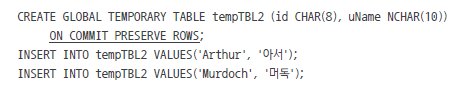 CREATE GLOBAL TEMPORARY TABLE tempTBL2 (id CHAR(8), uName NCHAR(10))
ON COMMIT PRESERVE ROWS;
INSERT INTO tempTBL2 VALUES('Arthur', '아서');
INSERT INTO tempTBL2 VALUES('Murdoch', '머독');